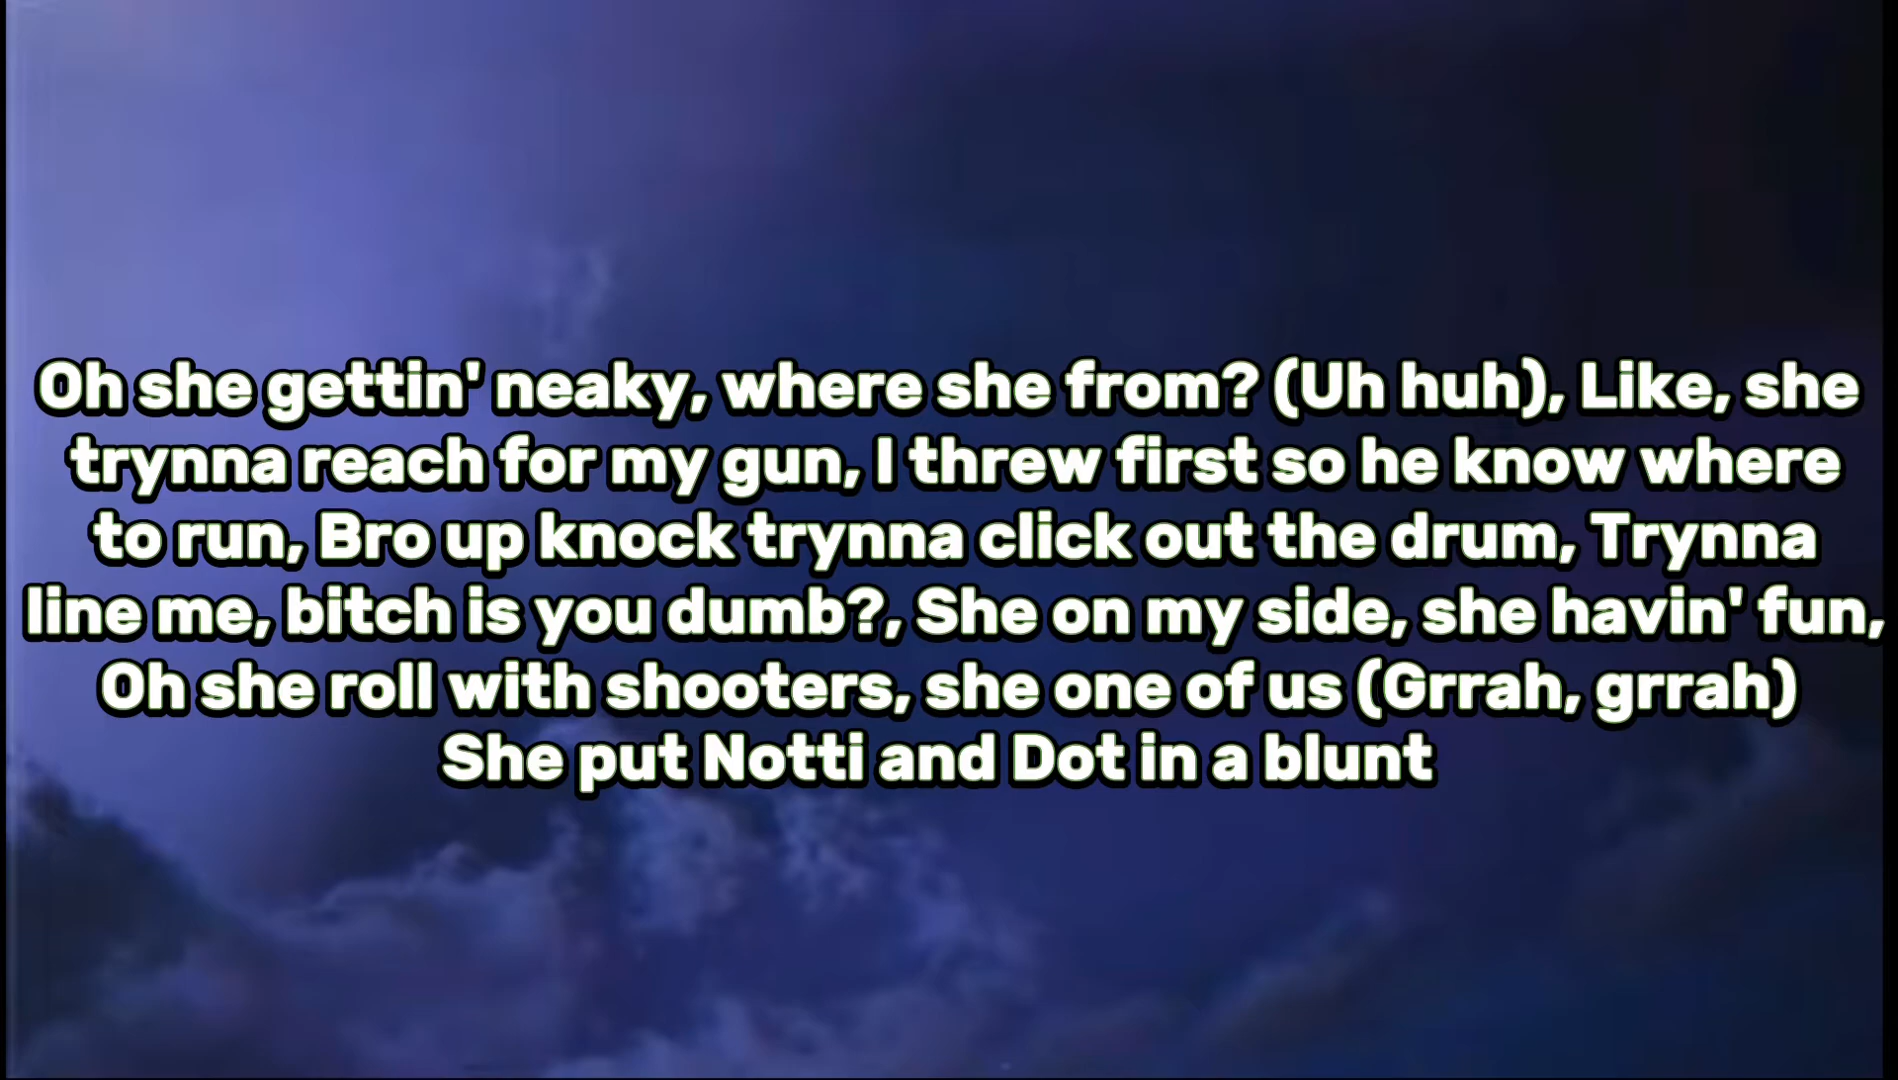 Oh she gettin' neaky, where she from? (Uh huh), Like, she
trynna reach for my gun, I threw first so he know where
to run, Bro up knock trynna click out the drum, Trynna
line me, bitch is you dumb?, She on my side, she havin' fun,
Oh she roll with shooters, she one of us (Grrah, grrah)
She put Notti and Dot in a blunt